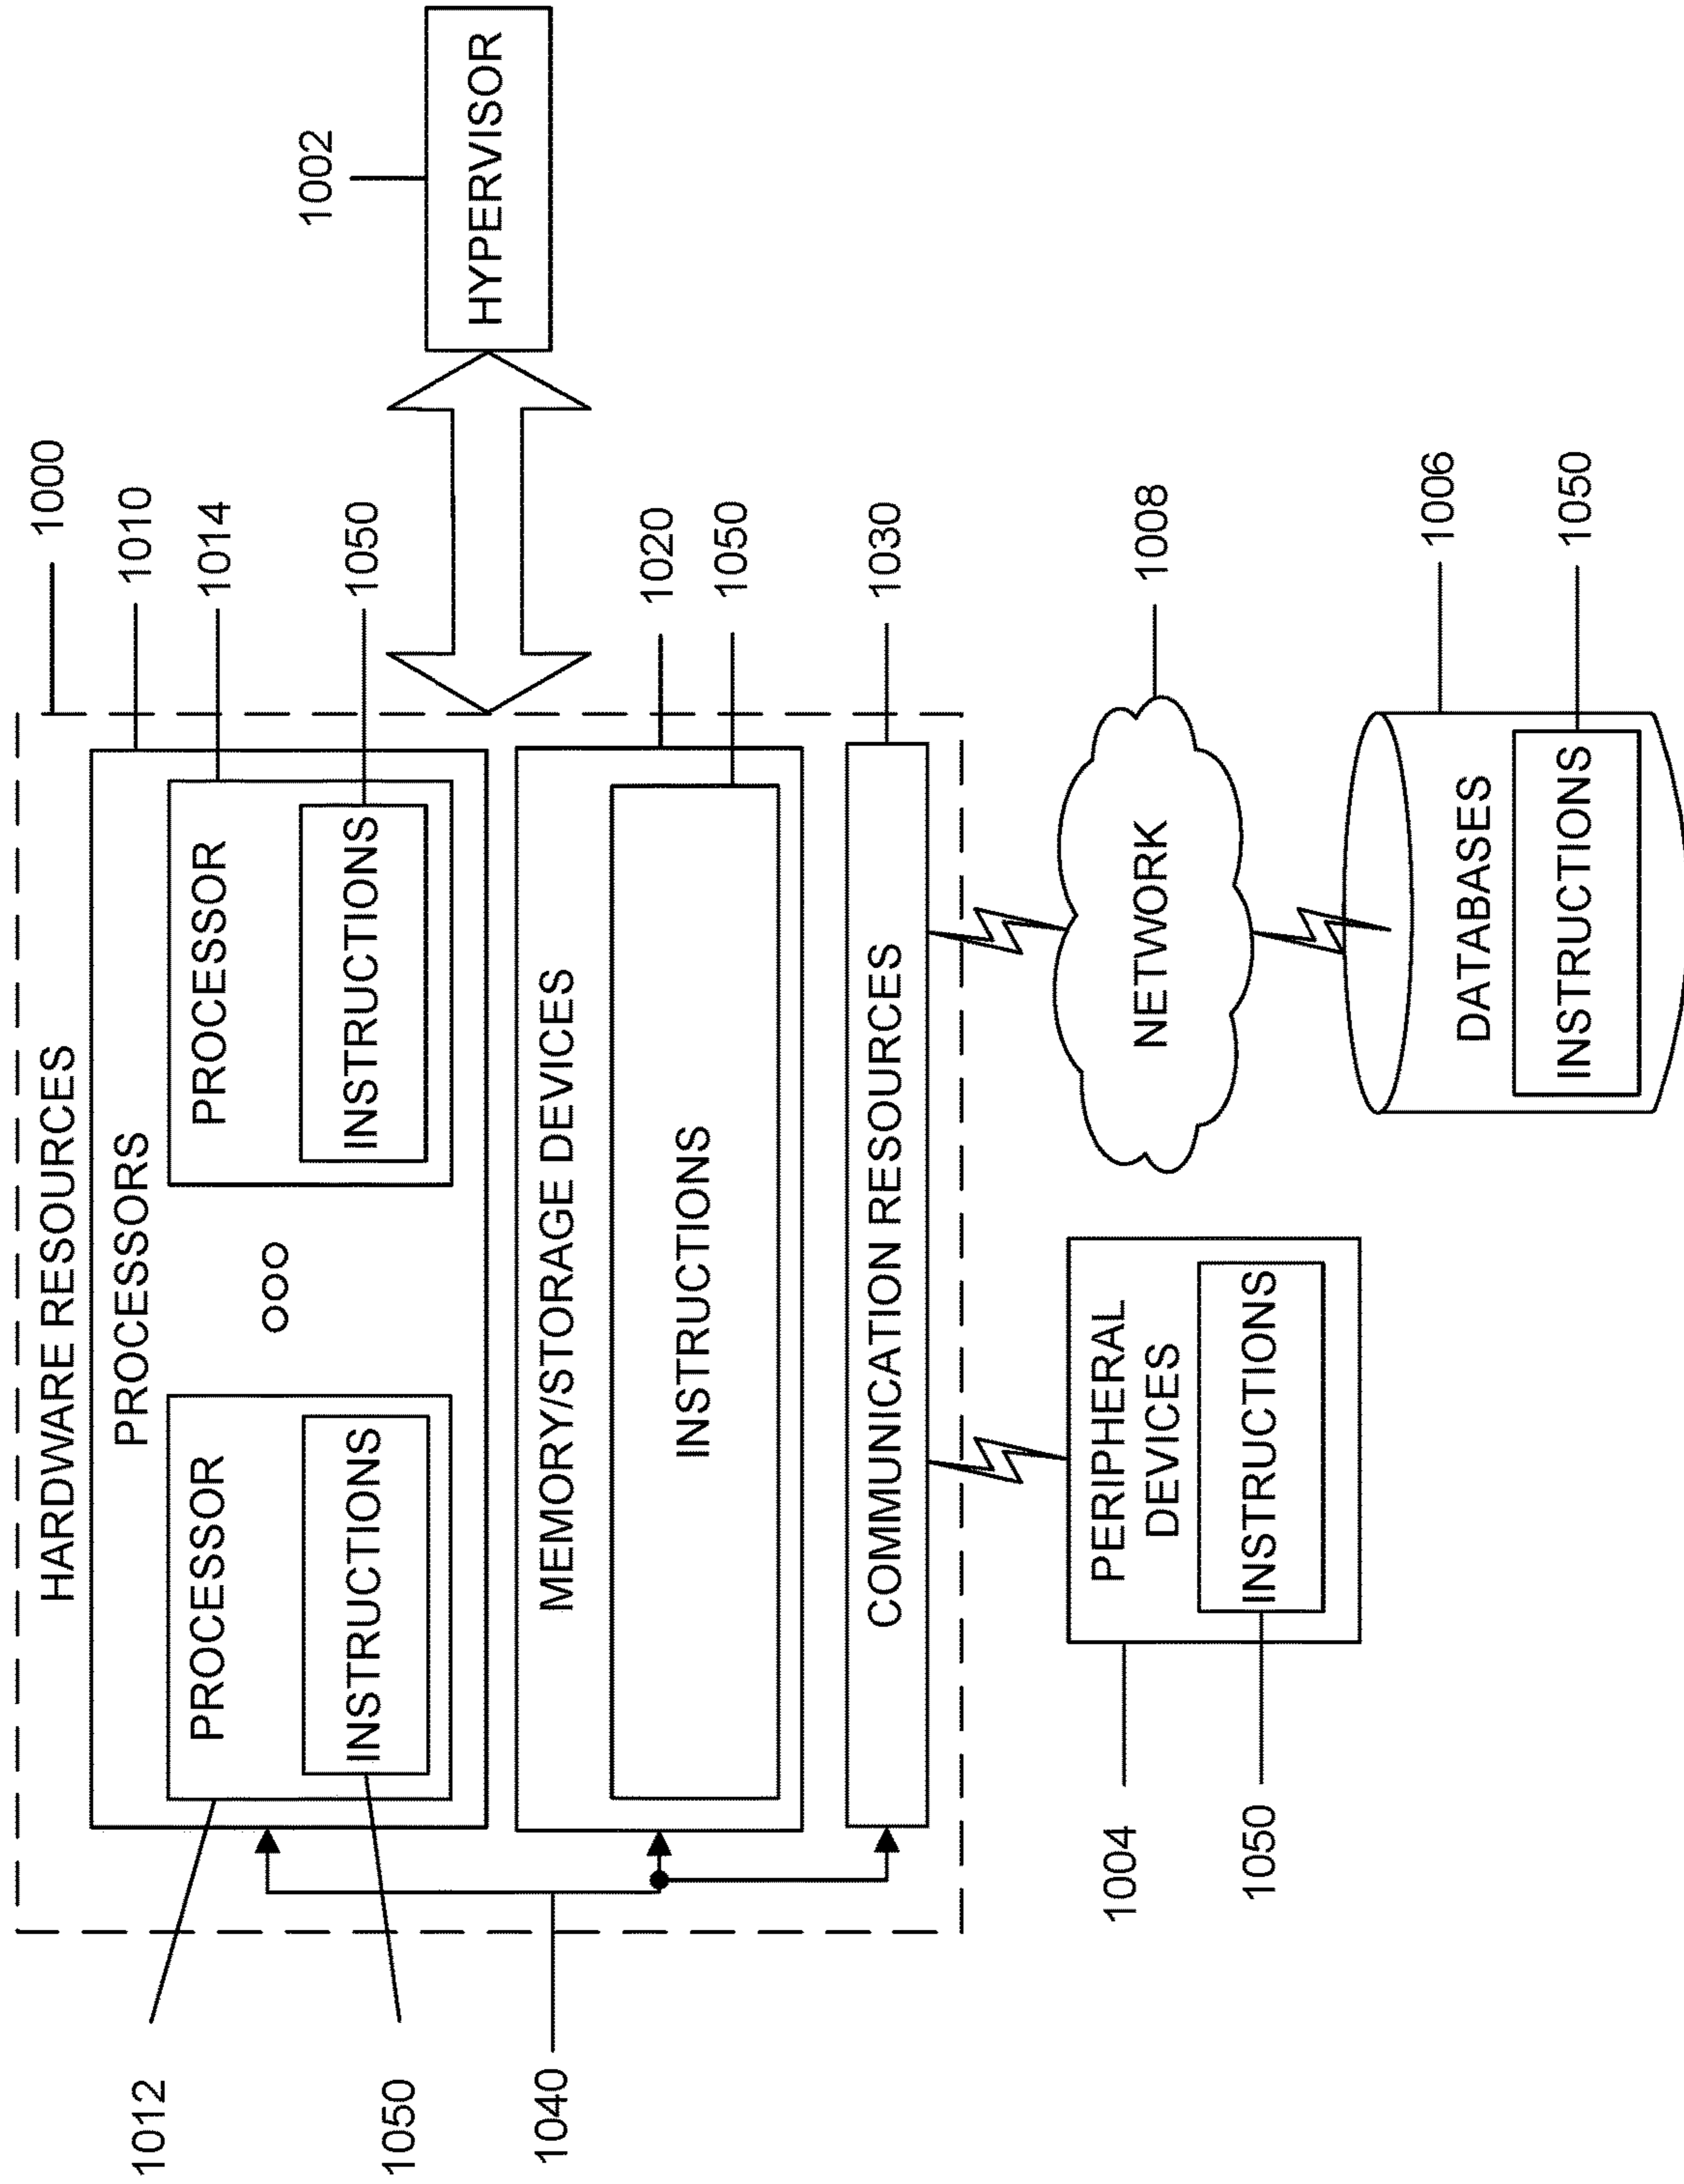 HARDWARE RESOURCES
1000
PROCESSORS
1010
PROCESSOR
PROCESSOR
1014
1012
INSTRUCTIONS
INSTRUCTIONS
1050
1050
HYPERVISOR
1002
1040
MEMORY/STORAGE DEVICES
1020
INSTRUCTIONS
1050
COMMUNICATION RESOURCES
1030
PERIPHERAL
DEVICES
1004
INSTRUCTIONS
1050
NETWORK
1008
DATABASES
1006
INSTRUCTIONS
1050